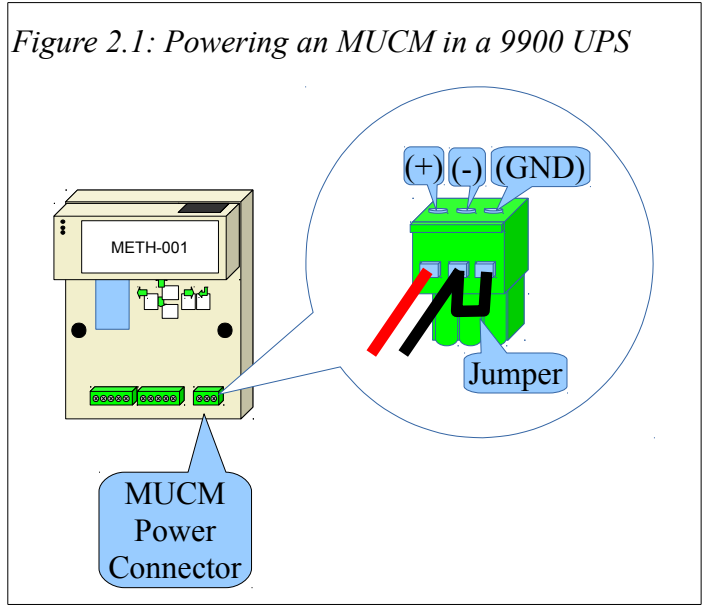 Figure 2.1: Powering an MUCM in a 9900 UPS
(+) (-) (GND)
METH-001
Jumper
MUCM
Power
Connector